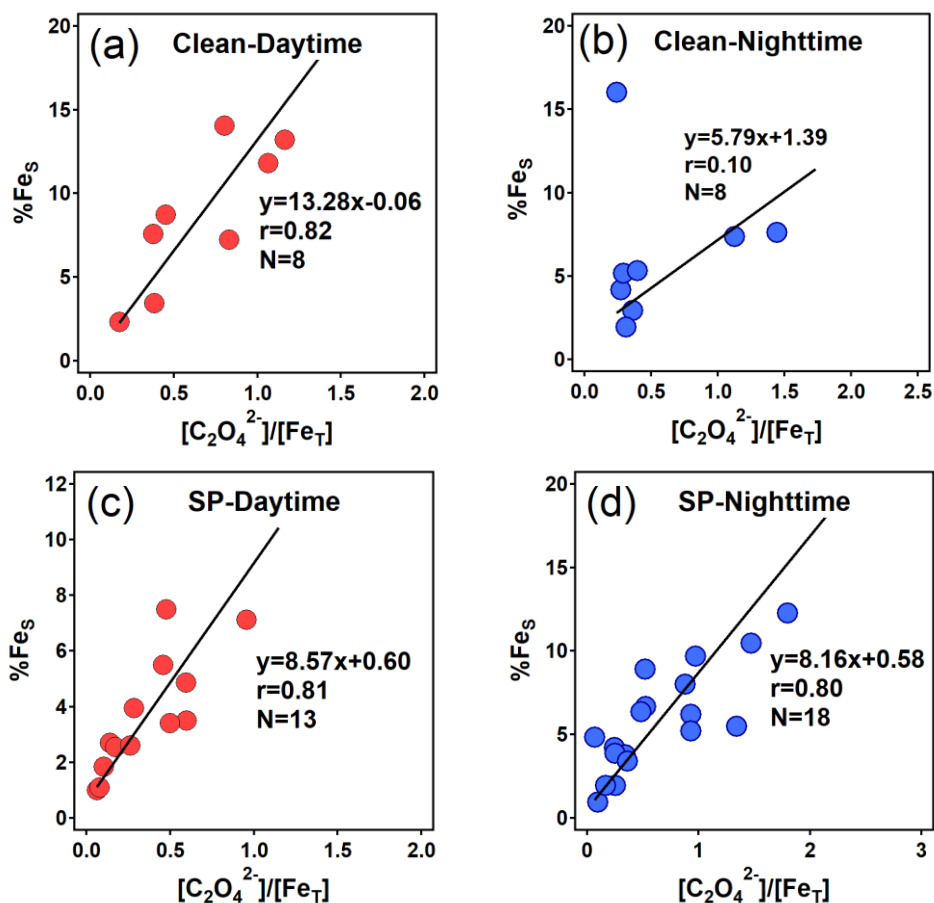 (a) Clean-Daytime
20
15
10
5
0
%FeS
y=13.28x-0.06
r=0.82
N=8
0.0 0.5 1.0 1.5 2.0
[C2O4^2-]/[FeT]
(b) Clean-Nighttime
20
15
10
5
0
%FeS
y=5.79x+1.39
r=0.10
N=8
0.0 0.5 1.0 1.5 2.0 2.5
[C2O4^2-]/[FeT]
(c) SP-Daytime
12
10
8
6
4
2
0
%FeS
y=8.57x+0.60
r=0.81
N=13
0.0 0.5 1.0 1.5 2.0
[C2O4^2-]/[FeT]
(d) SP-Nighttime
20
15
10
5
0
%FeS
y=8.16x+0.58
r=0.80
N=18
0 1 2 3
[C2O4^2-]/[FeT]